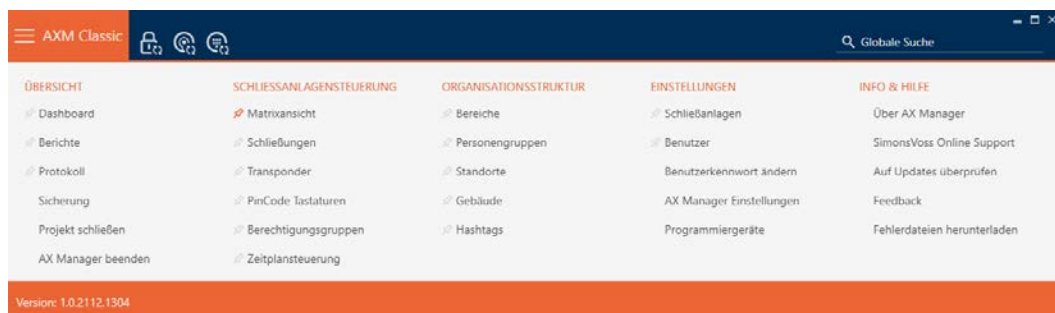 AXM Classic
Globale Suche
ÜBERSICHT
Dashboard
Berichte
Protokoll
Sicherung
Projekt schließen
AX Manager beenden
SCHLIESSANLAGENSTEUERUNG
Matrixansicht
Schließungen
Transponder
PinCode Tastaturen
Berechtigungsgruppen
Zeitplansteuerung
ORGANISATIONSSTRUKTUR
Bereiche
Personengruppen
Standorte
Gebäude
Hashtags
EINSTELLUNGEN
Schließanlagen
Benutzer
Benutzerkennwort ändern
AX Manager Einstellungen
Programmiergeräte
INFO & HILFE
Über AX Manager
SimonsVoss Online Support
Auf Updates überprüfen
Feedback
Fehlerdateien herunterladen
Version: 1.0.2112.1304